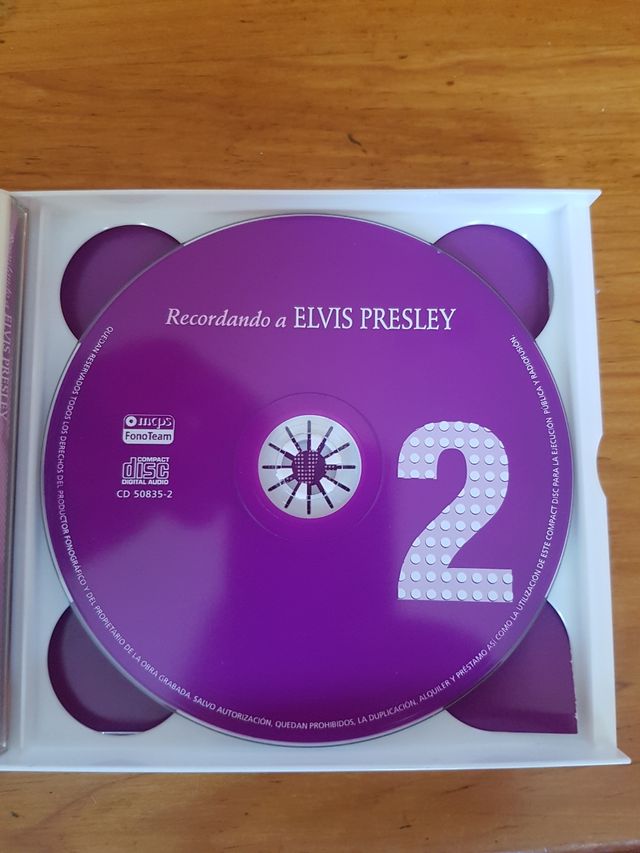 Recordando a ELVIS PRESLEY
mcps
FonoTeam
COMPACT
disc
DIGITAL AUDIO
CD 50835-2
2
QUEDAN RESERVADOS TODOS LOS DERECHOS DEL PRODUCTOR FONOGRÁFICO Y DEL PROPIETARIO DE LA OBRA GRABADA. SALVO AUTORIZACIÓN, QUEDAN PROHIBIDOS, LA DUPLICACIÓN, ALQUILER Y PRÉSTAMO ASÍ COMO LA UTILIZACIÓN DE ESTE COMPACT DISC PARA LA EJECUCIÓN PÚBLICA Y RADIOFUSIÓN.
Recordando a ELVIS PRESLEY